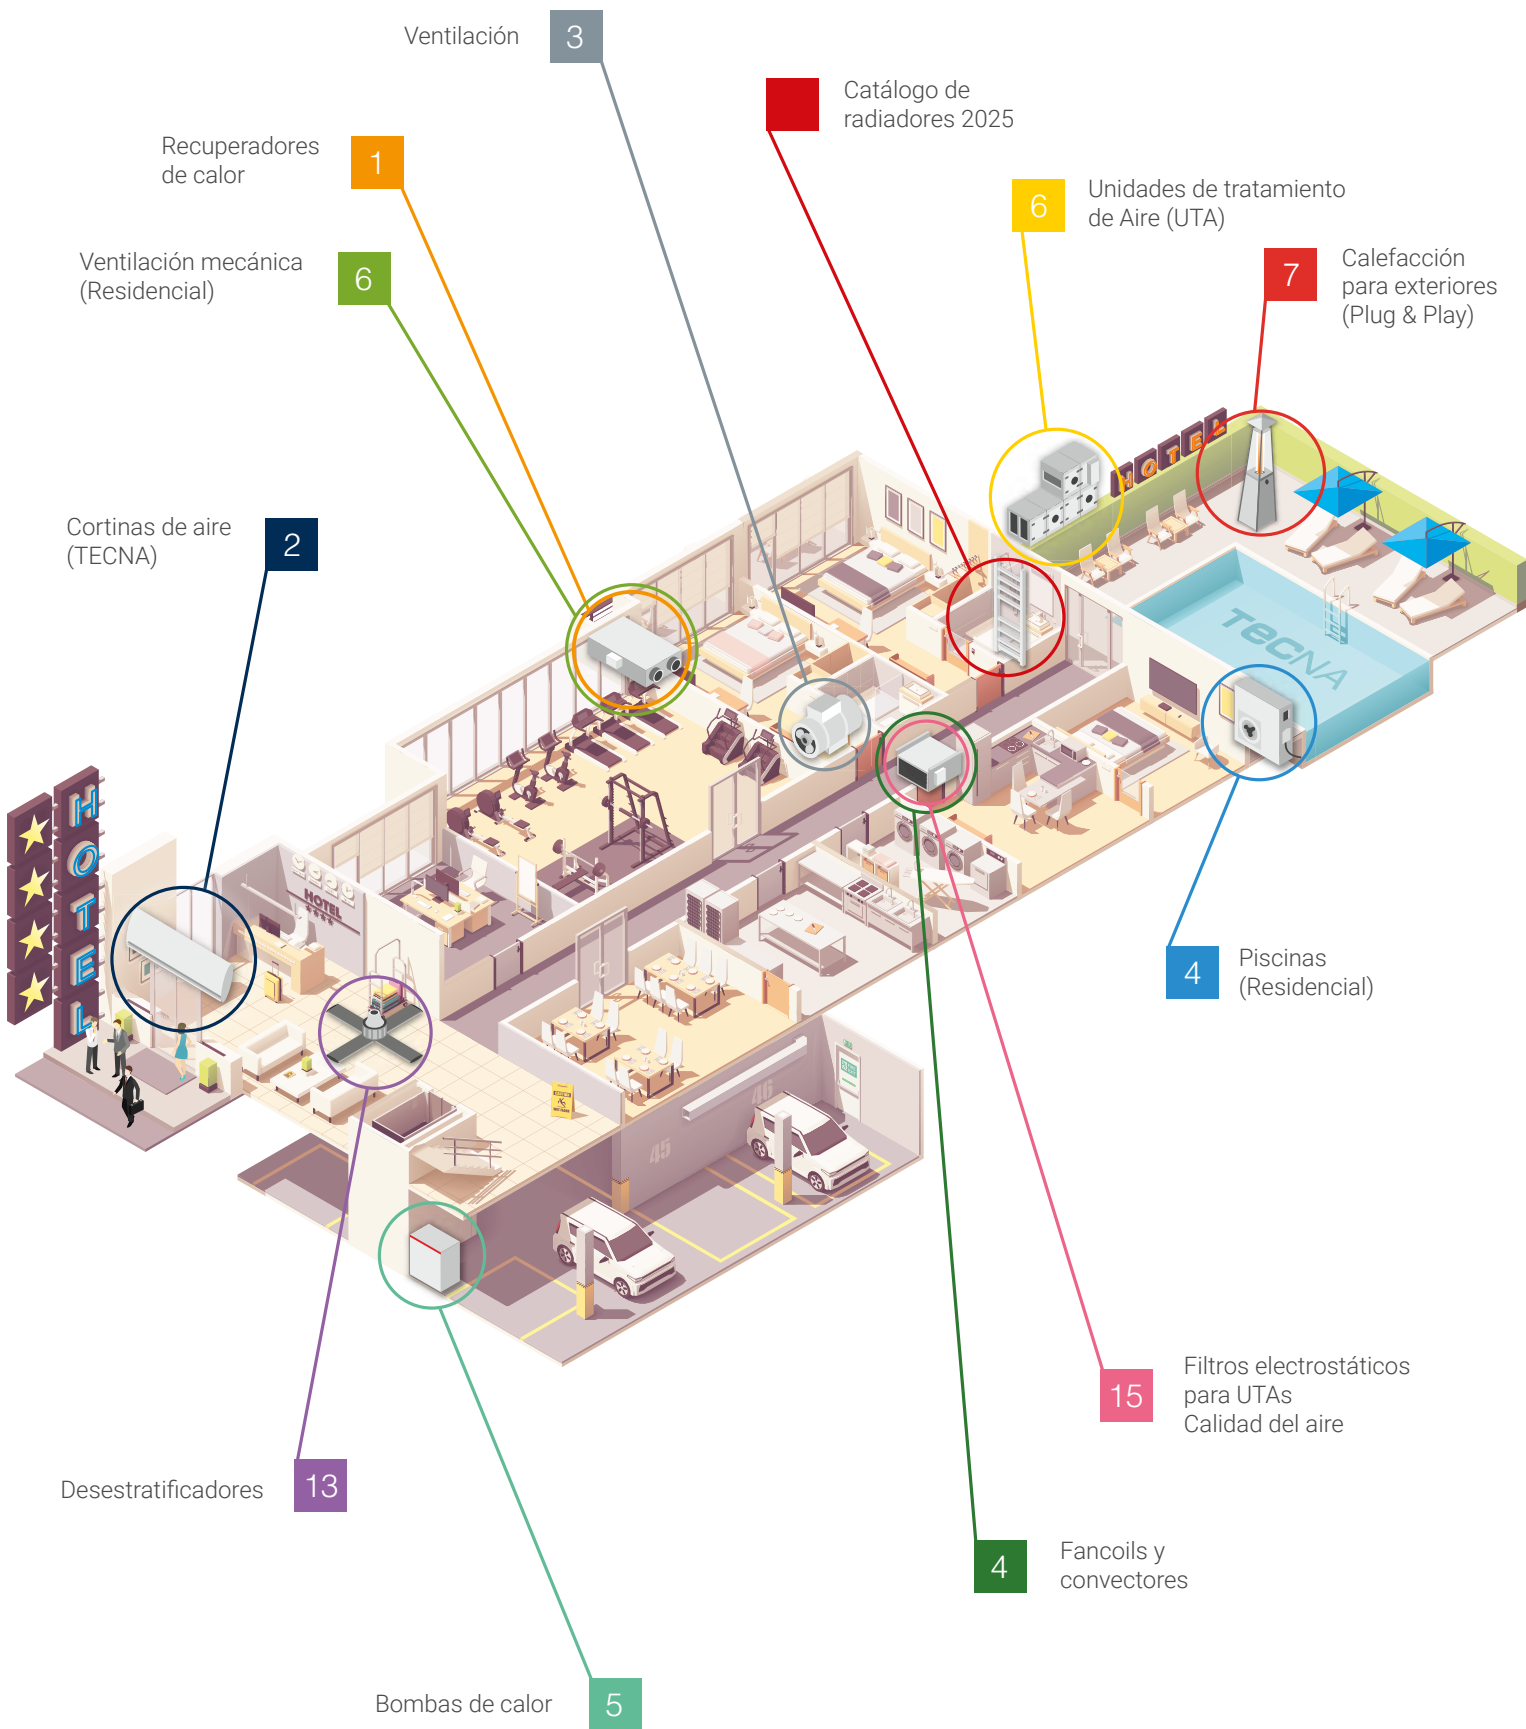 Ventilación
3
Catálogo de
radiadores 2025
Recuperadores
de calor
1
6
Unidades de tratamiento
de Aire (UTA)
Ventilación mecánica
(Residencial)
6
7
Calefacción
para exteriores
(Plug & Play)
HOTEL
Cortinas de aire
(TECNA)
2
TECNA
HOTEL
HOTEL
4
Piscinas
(Residencial)
46
45
15
Filtros electrostáticos
para UTAs
Calidad del aire
Desestratificadores
13
4
Fancoils y
convectores
Bombas de calor
5